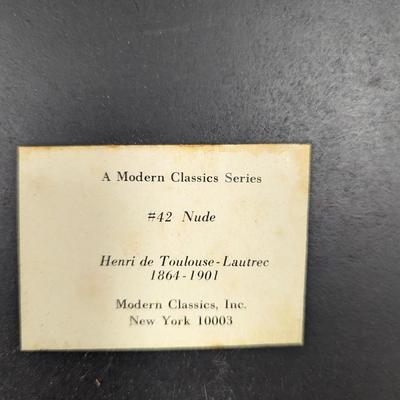 A Modern Classics Series
#42 Nude
Henri de Toulouse-Lautrec
1864-1901
Modern Classics, Inc.
New York 10003